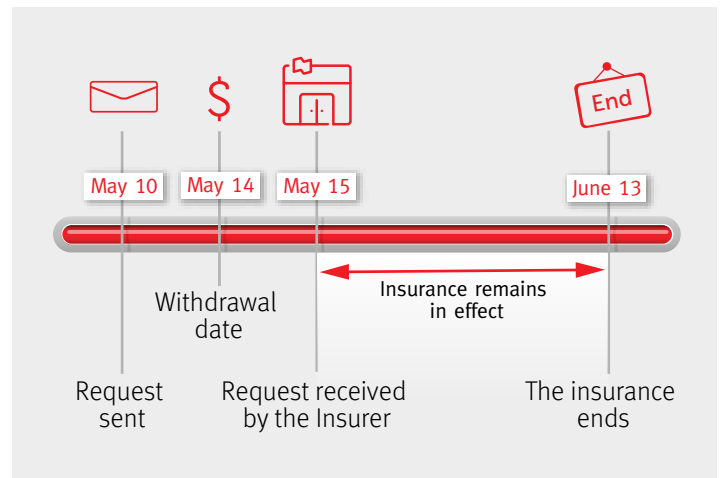 $
End
May 10
May 14
May 15
June 13
Withdrawal
date
Insurance remains
in effect
Request
sent
Request received
by the Insurer
The insurance
ends